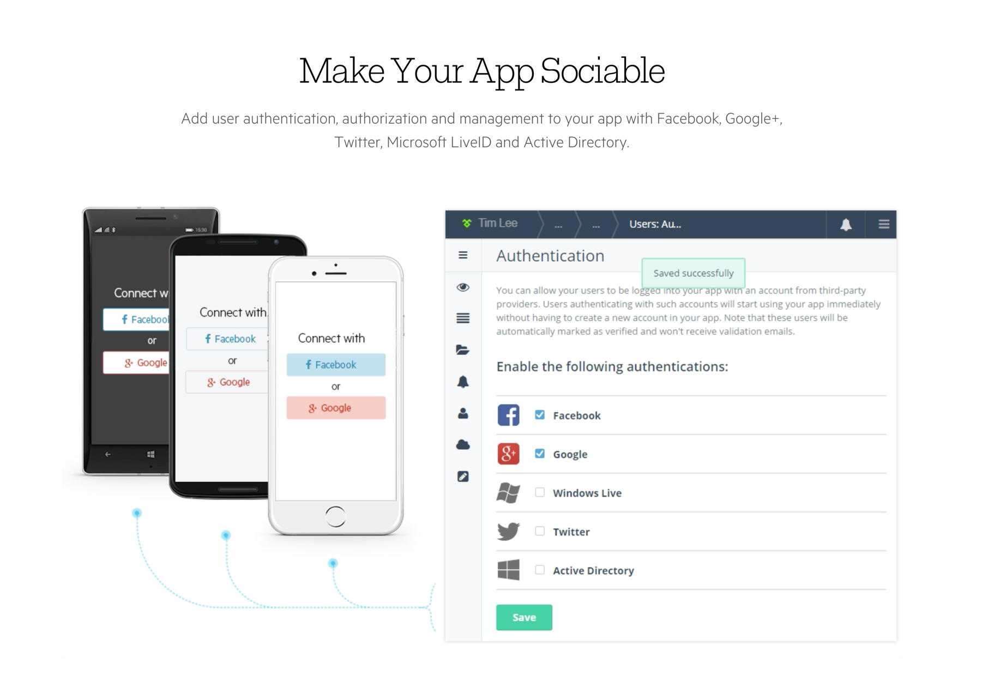 Make Your App Sociable
Add user authentication, authorization and management to your app with Facebook, Google+,
Twitter, Microsoft LiveID and Active Directory.
15:30
Connect w
Facebook
or
Google
Connect with
Facebook
or
Google
Connect with
Facebook
or
Google
Tim Lee
...
...
Users: Au...
Authentication
Saved successfully
You can allow your users to be logged into your app with an account from third-party
providers. Users authenticating with such accounts will start using your app immediately
without having to create a new account in your app. Note that these users will be
automatically marked as verified and won't receive validation emails.
Enable the following authentications:
Facebook
Google
Windows Live
Twitter
Active Directory
Save